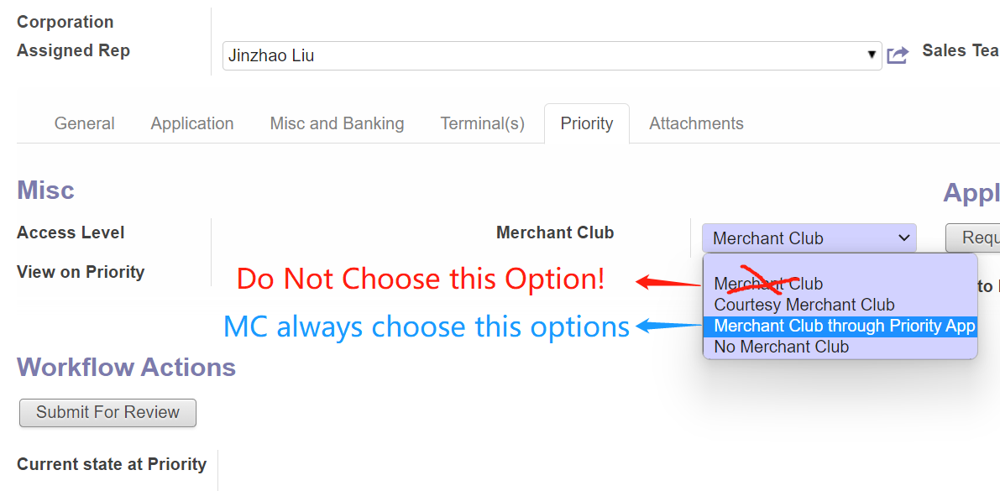 Corporation
Assigned Rep
Jinzhao Liu
Sales Tea
General
Application
Misc and Banking
Terminal(s)
Priority
Attachments
Misc
Appl
Access Level
Merchant Club
Merchant Club
Requ
View on Priority
Do Not Choose this Option!
Merchant Club
to
Courtesy Merchant Club
MC always choose this options
Merchant Club through Priority App
No Merchant Club
Workflow Actions
Submit For Review
Current state at Priority